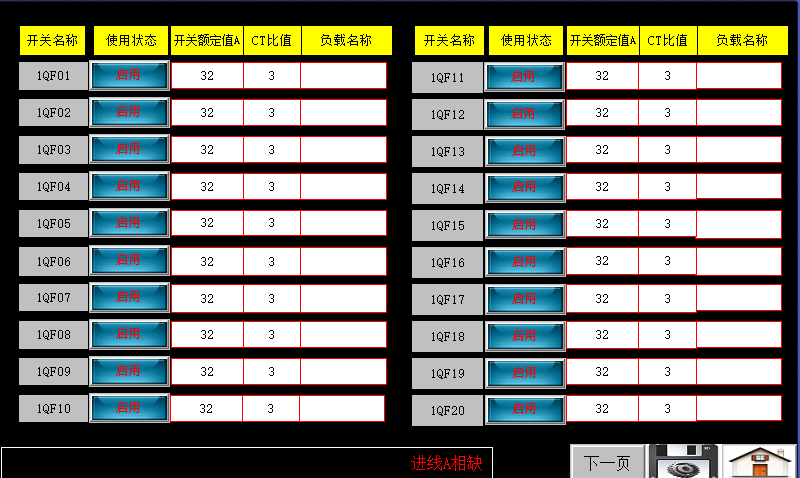 开关名称 使用状态 开关额定值A CT比值 负载名称 开关名称 使用状态 开关额定值A CT比值 负载名称
1QF01 启用 32 3 1QF11 启用 32 3
1QF02 启用 32 3 1QF12 启用 32 3
1QF03 启用 32 3 1QF13 启用 32 3
1QF04 启用 32 3 1QF14 启用 32 3
1QF05 启用 32 3 1QF15 启用 32 3
1QF06 启用 32 3 1QF16 启用 32 3
1QF07 启用 32 3 1QF17 启用 32 3
1QF08 启用 32 3 1QF18 启用 32 3
1QF09 启用 32 3 1QF19 启用 32 3
1QF10 启用 32 3 1QF20 启用 32 3
进线A相缺 下一页